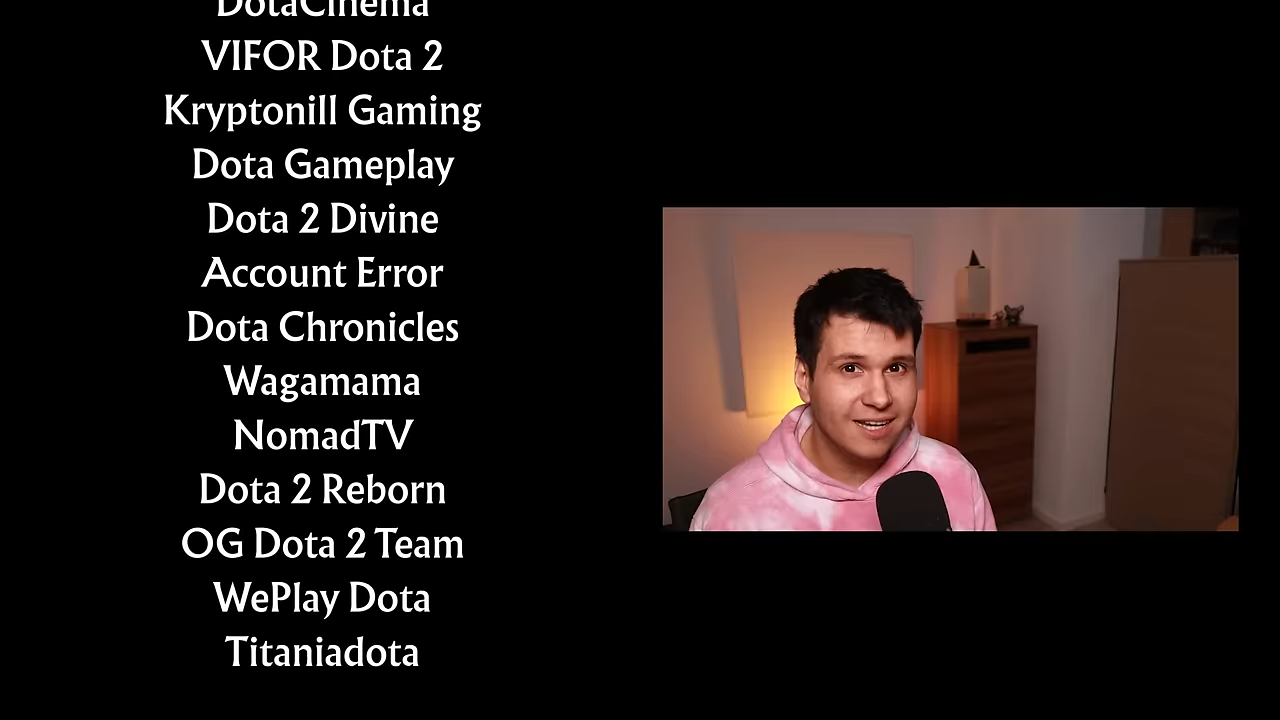 DotaCinema
VIFOR Dota 2
Kryptonill Gaming
Dota Gameplay
Dota 2 Divine
Account Error
Dota Chronicles
Wagamama
NomadTV
Dota 2 Reborn
OG Dota 2 Team
WePlay Dota
Titaniadota